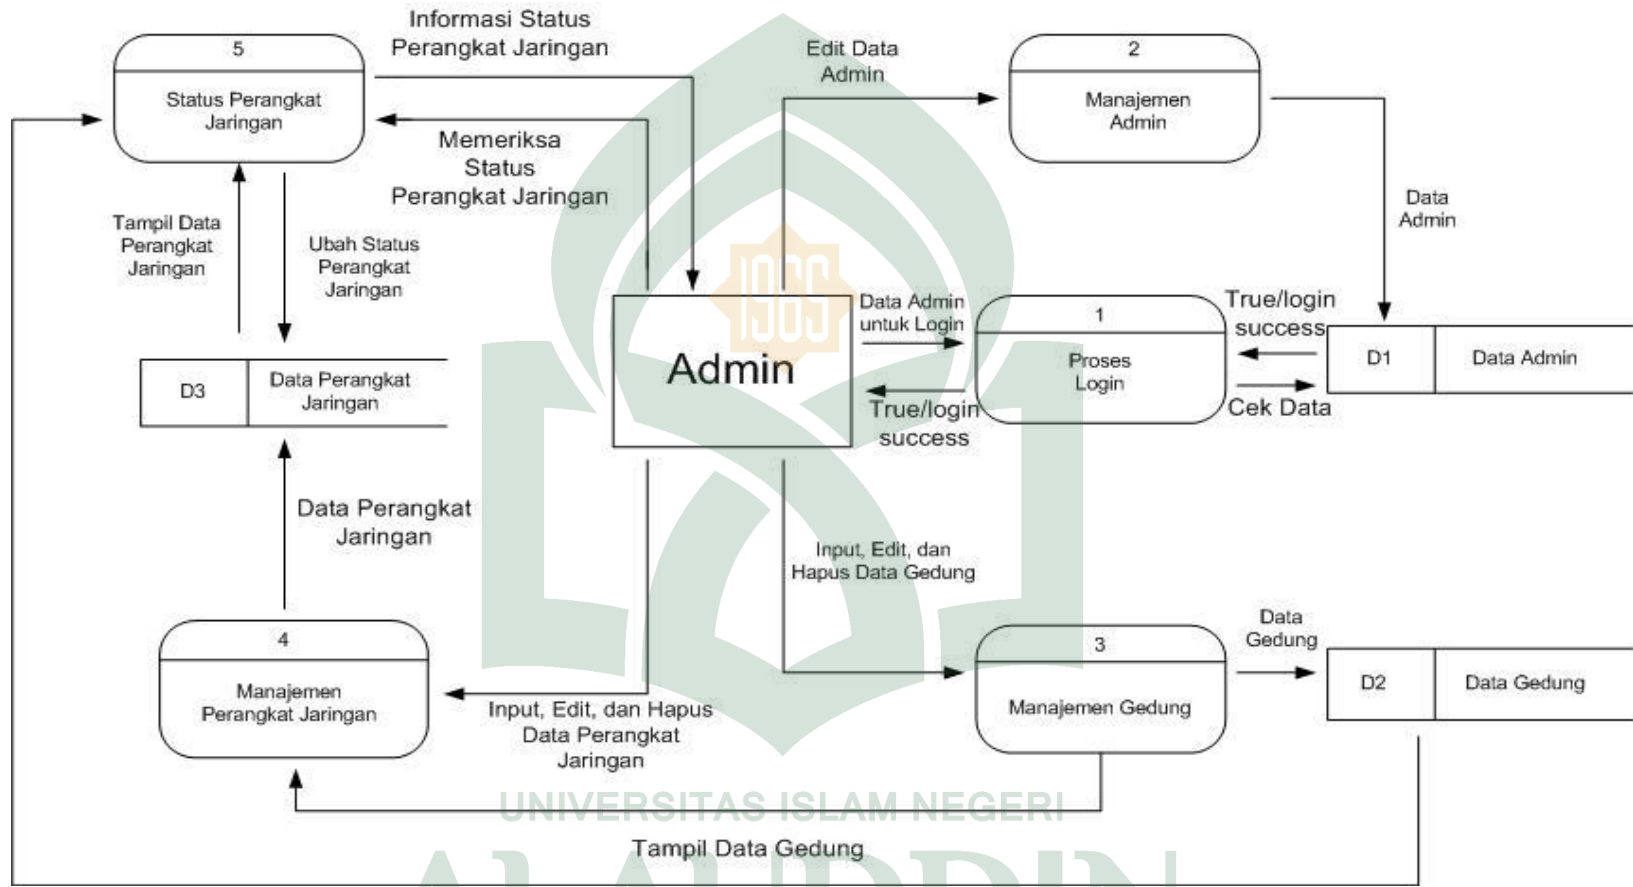 Informasi Status
Perangkat Jaringan
5
Status Perangkat
Jaringan
Memeriksa
Status
Perangkat Jaringan
Edit Data
Admin
2
Manajemen
Admin
Data
Admin
Tampil Data
Perangkat
Jaringan
Ubah Status
Perangkat
Jaringan
1965
Admin
Data Admin
untuk Login
True/login
success
1
Proses
Login
True/login
success
Cek Data
D1
Data Admin
D3
Data Perangkat
Jaringan
Data Perangkat
Jaringan
Input, Edit, dan
Hapus Data Gedung
4
Manajemen
Perangkat Jaringan
Input, Edit, dan Hapus
Data Perangkat
Jaringan
3
Manajemen Gedung
Data
Gedung
D2
Data Gedung
UNIVERSITAS ISLAM NEGERI
Tampil Data Gedung
ALAUDDIN